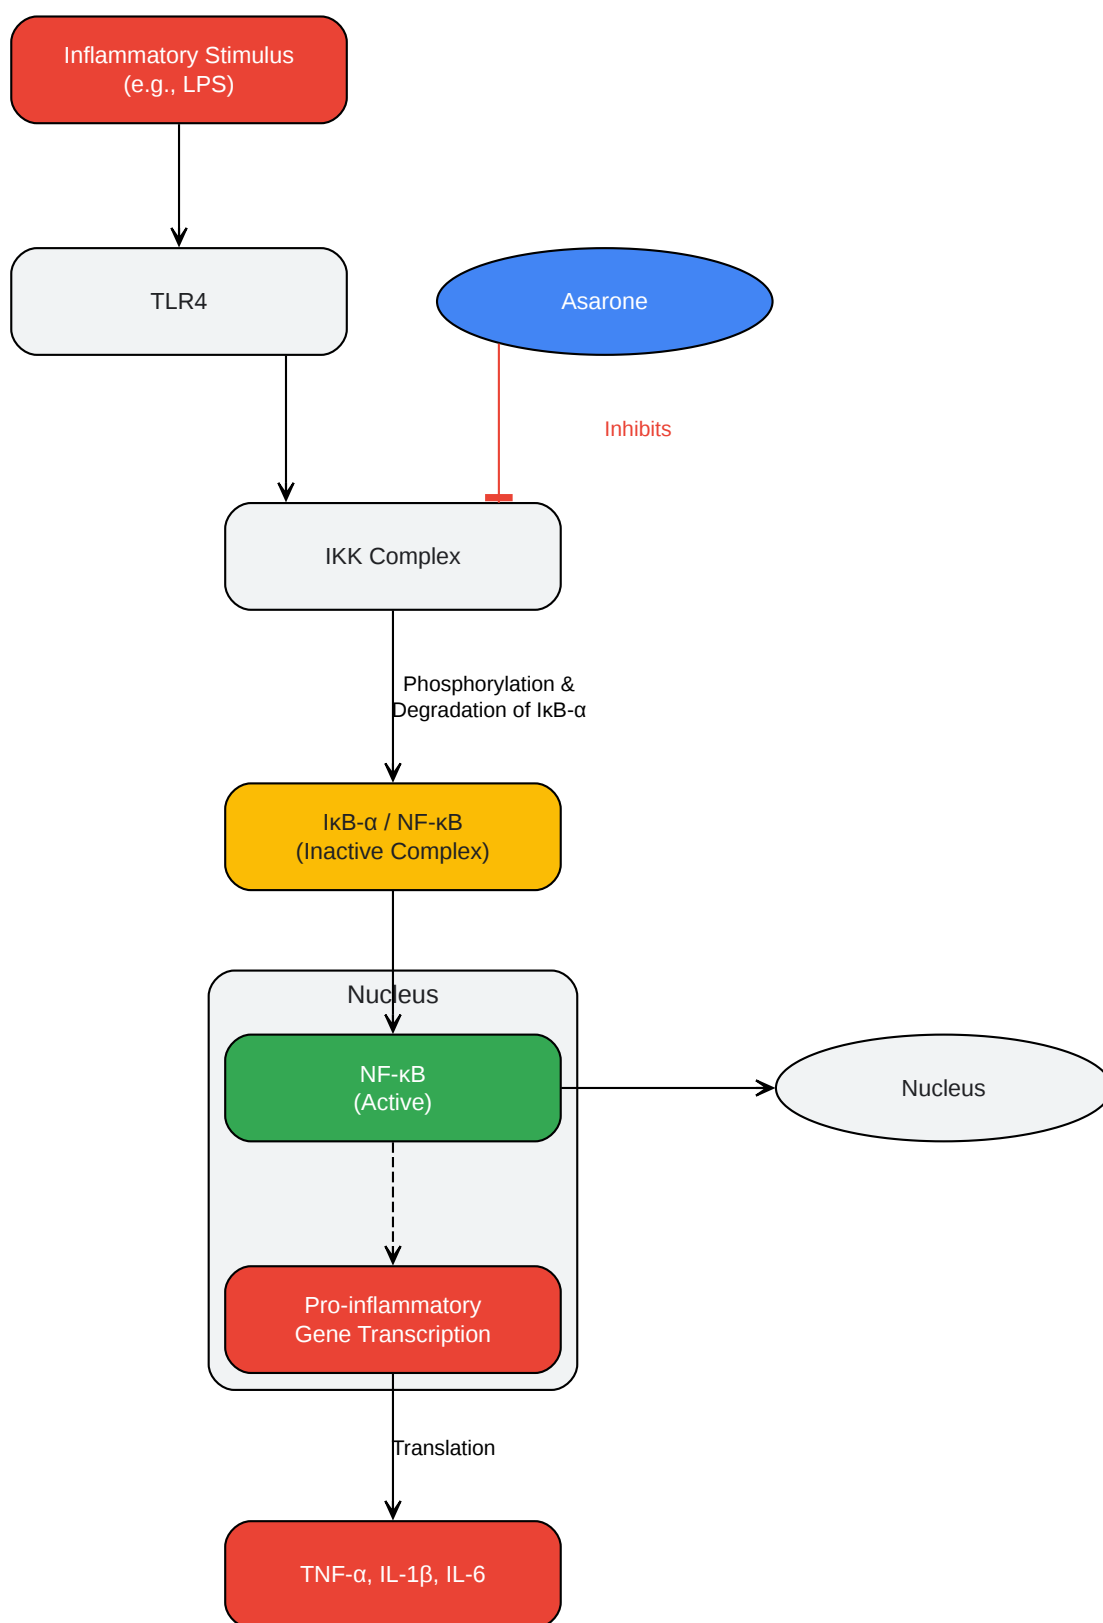 Inflammatory Stimulus
(e.g., LPS)
TLR4
Asarone
Inhibits
IKK Complex
Phosphorylation &
Degradation of IκB-α
IκB-α / NF-κB
(Inactive Complex)
Nucleus
NF-κB
(Active)
Nucleus
Pro-inflammatory
Gene Transcription
Translation
TNF-α, IL-1β, IL-6